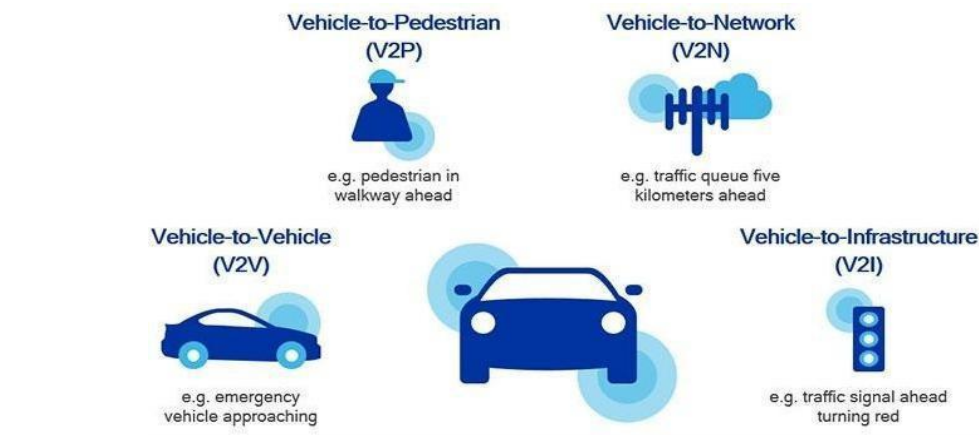 Vehicle-to-Pedestrian
(V2P)
e.g. pedestrian in
walkway ahead
Vehicle-to-Network
(V2N)
e.g. traffic queue five
kilometers ahead
Vehicle-to-Vehicle
(V2V)
e.g. emergency
vehicle approaching
Vehicle-to-Infrastructure
(V2I)
e.g. traffic signal ahead
turning red